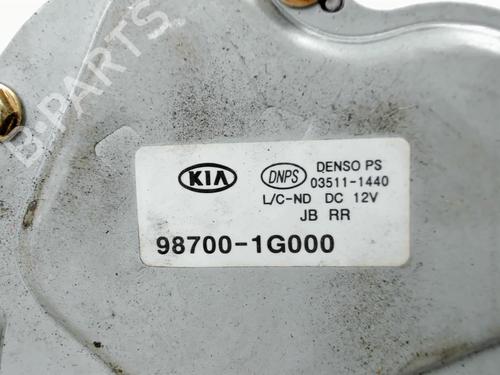 B-PARTS
KIA DNPS DENSO PS
03511-1440
L/C-ND DC 12V
JB RR
98700-1G000